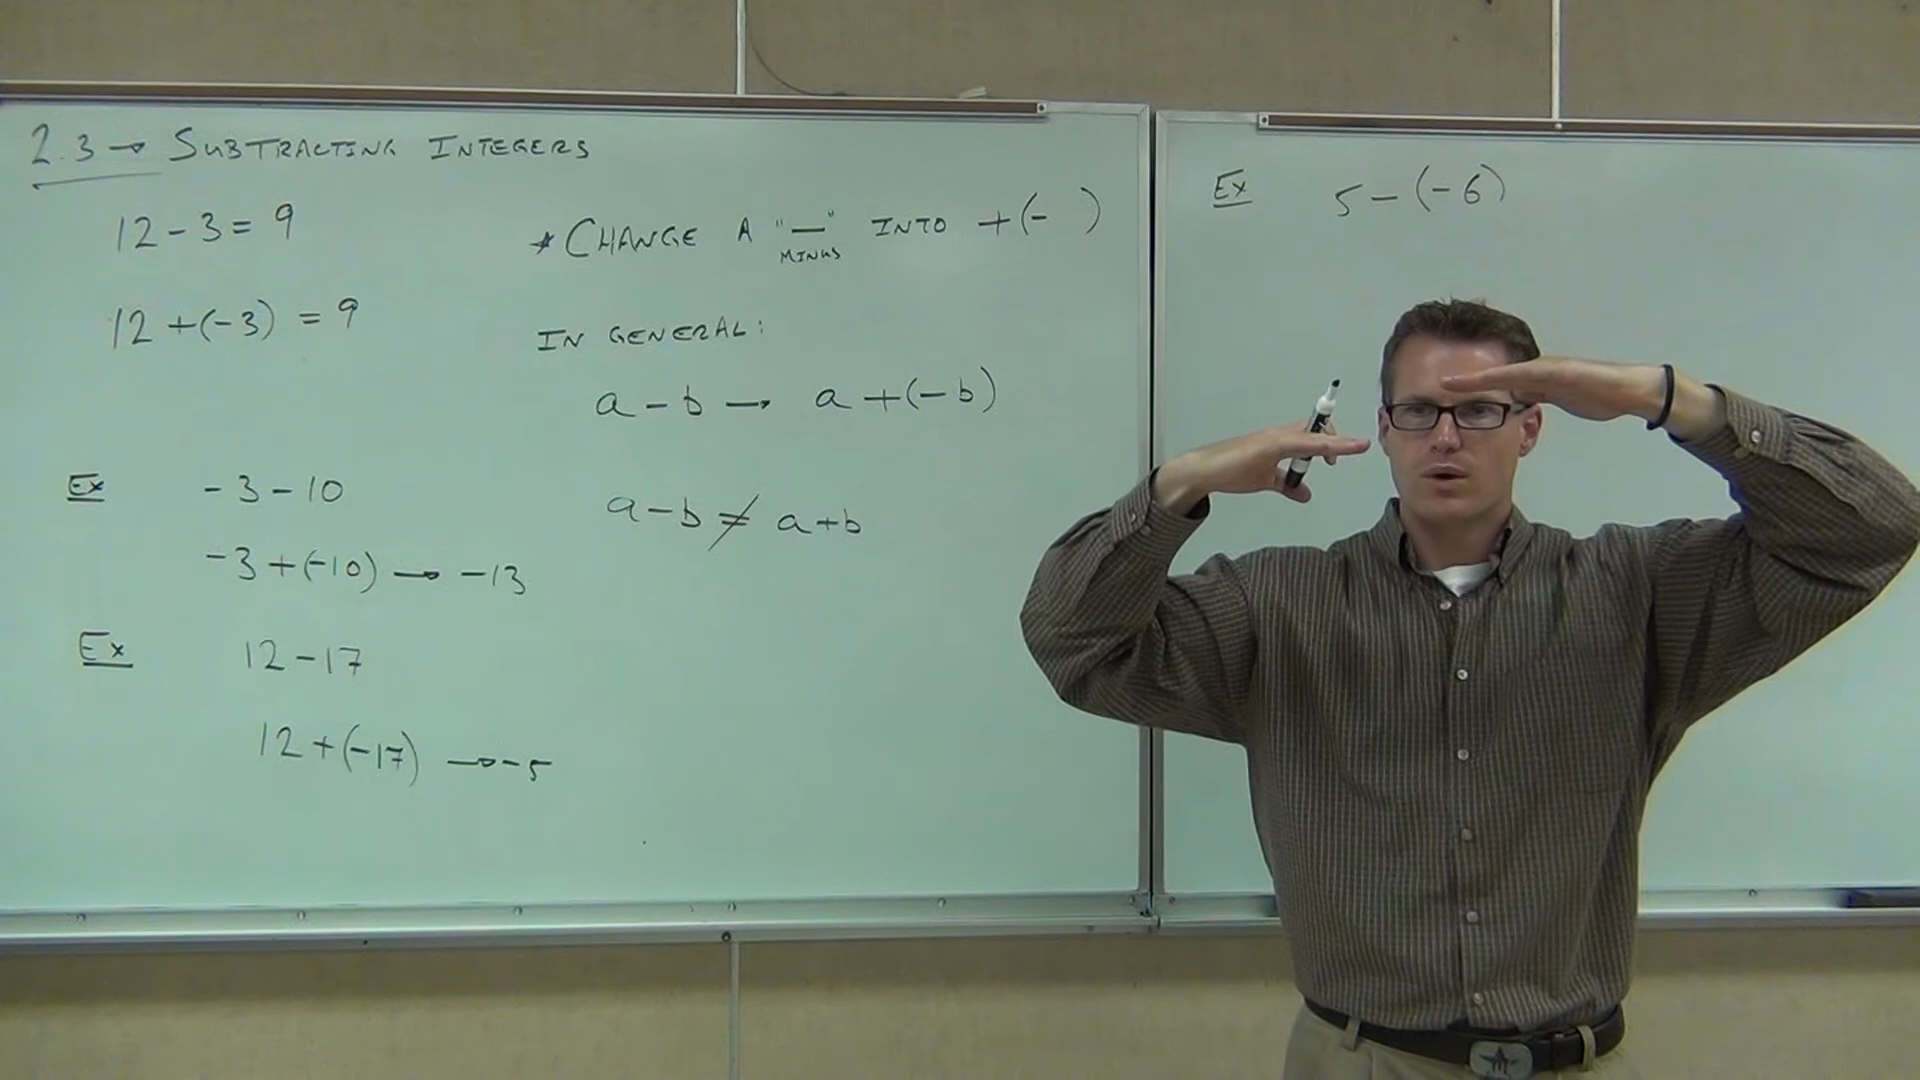 2.3 → SUBTRACTING INTEGERS
12 - 3 = 9
12 + (-3) = 9
Ex -3 - 10
-3 + (-10) → -13
Ex 12 - 17
12 + (-17) → -5
* CHANGE A "—" INTO + (-  )
MINUS
IN GENERAL:
a - b → a + (-b)
a - b ≠ a + b
Ex 5 - (-6)